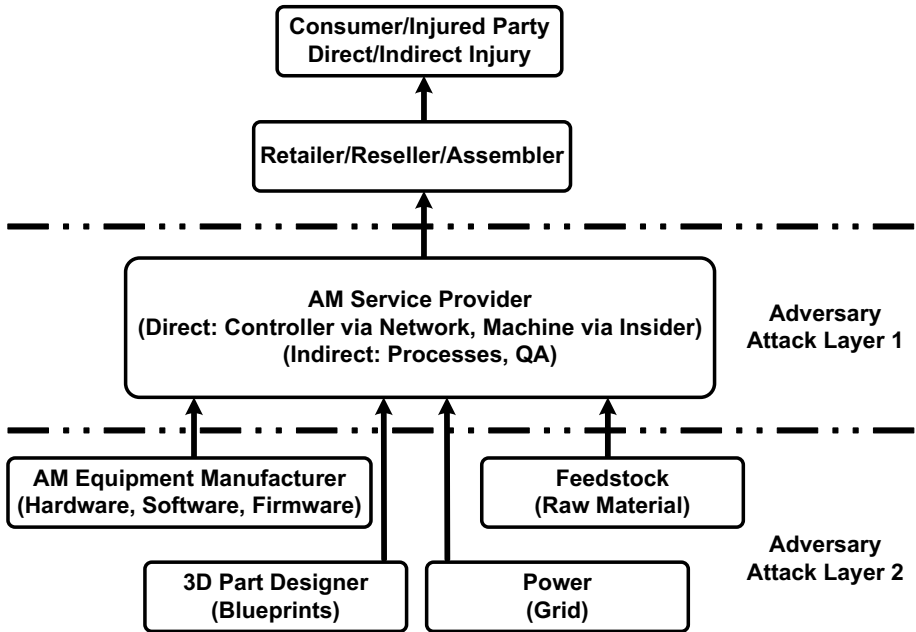 Consumer/Injured Party
Direct/Indirect Injury
Retailer/Reseller/Assembler
AM Service Provider
(Direct: Controller via Network, Machine via Insider)
(Indirect: Processes, QA)
Adversary
Attack Layer 1
AM Equipment Manufacturer
(Hardware, Software, Firmware)
Feedstock
(Raw Material)
3D Part Designer
(Blueprints)
Power
(Grid)
Adversary
Attack Layer 2